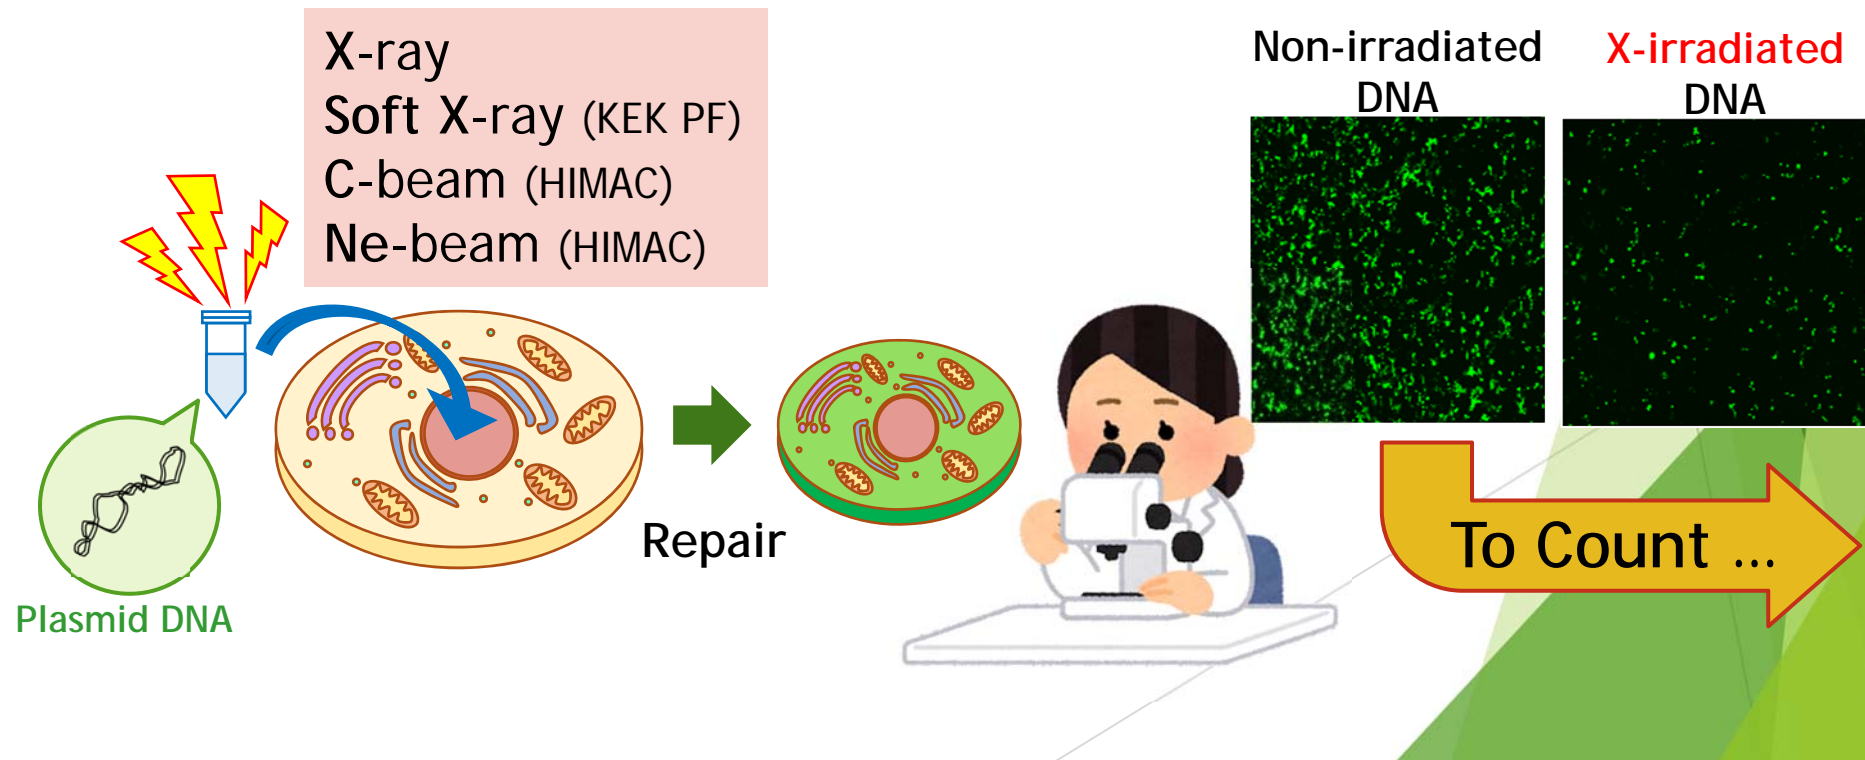 X-ray
Soft X-ray (KEK PF)
C-beam (HIMAC)
Ne-beam (HIMAC)
Plasmid DNA
Repair
Non-irradiated
DNA
X-irradiated
DNA
To Count ...